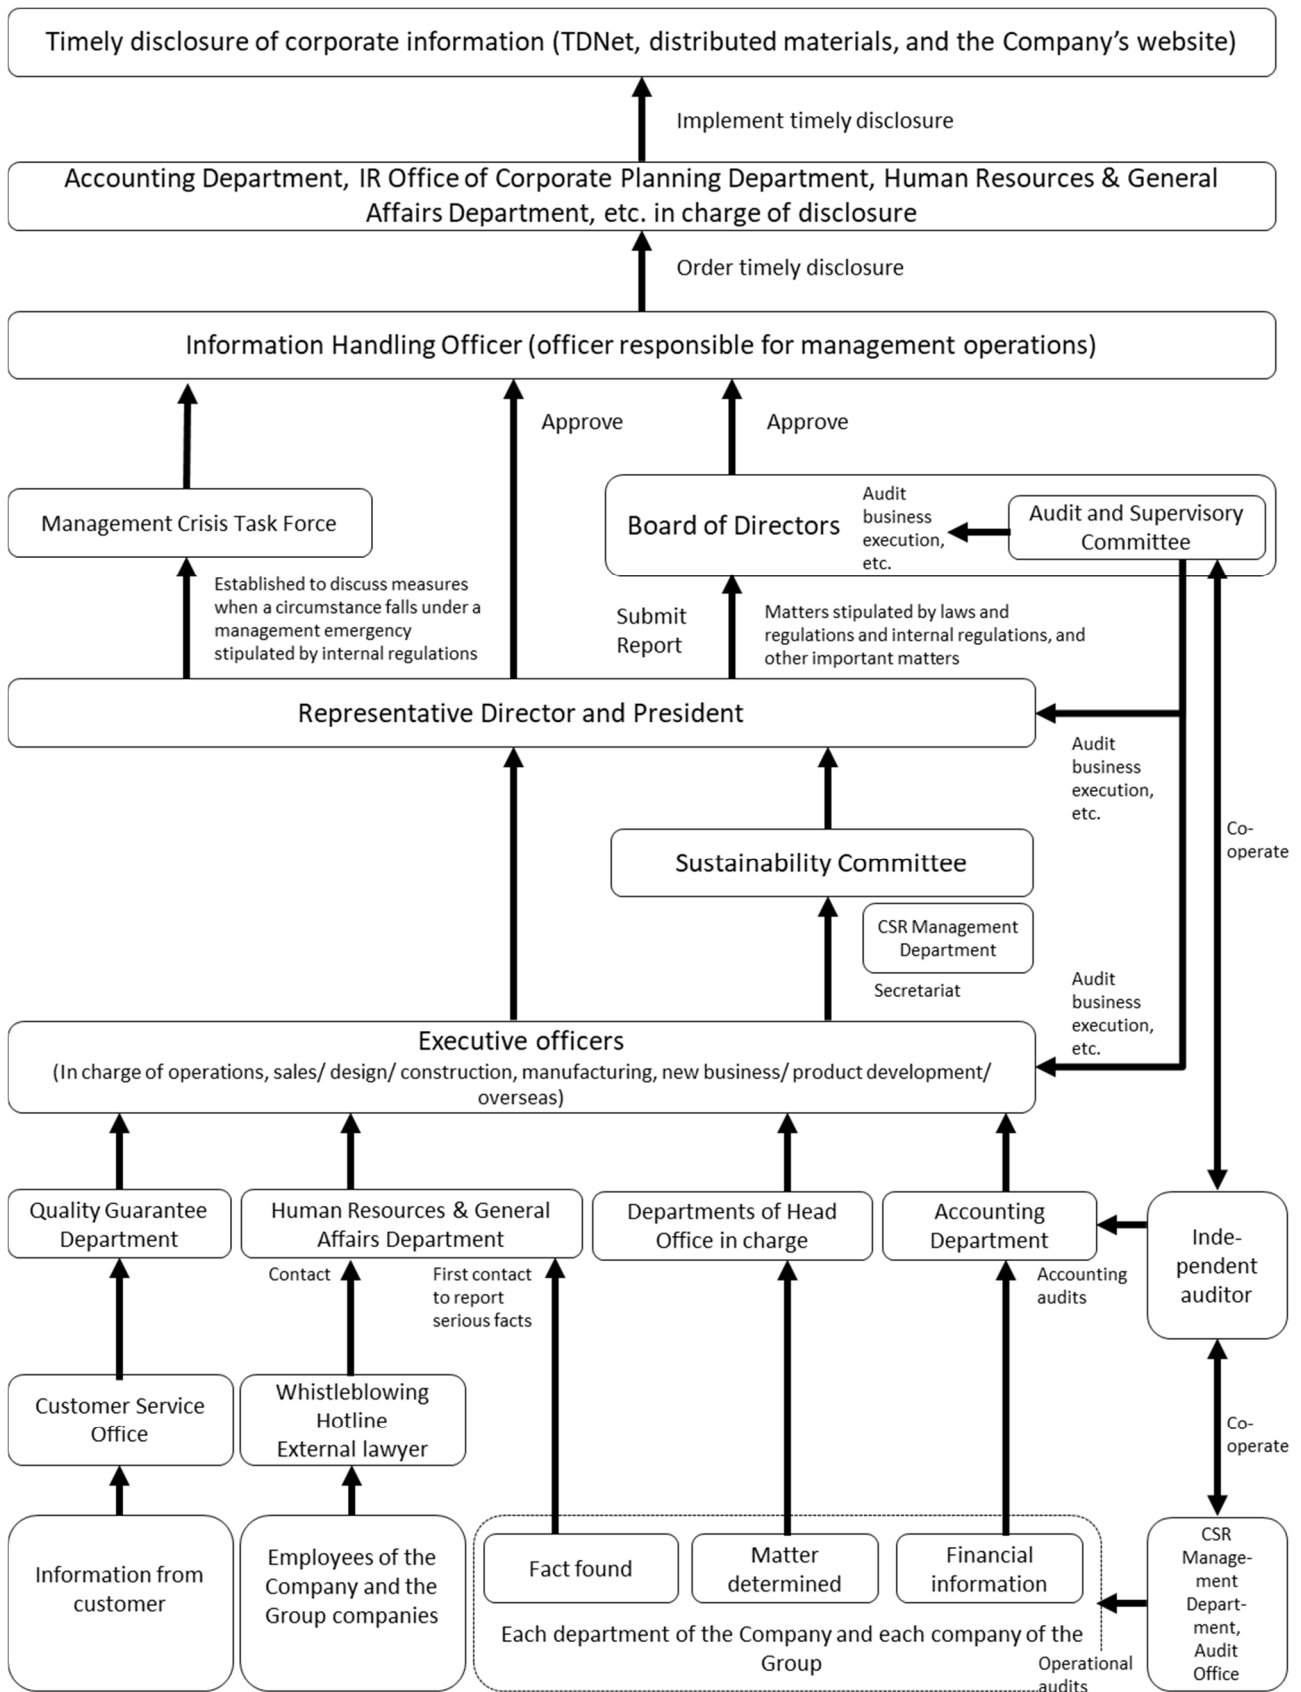 Timely disclosure of corporate information (TDNet, distributed materials, and the Company’s website)
Implement timely disclosure
Accounting Department, IR Office of Corporate Planning Department, Human Resources & General
Affairs Department, etc. in charge of disclosure
Order timely disclosure
Information Handling Officer (officer responsible for management operations)
Approve
Approve
Management Crisis Task Force
Board of Directors
Audit
business
execution,
etc.
Audit and Supervisory
Committee
Established to discuss measures
when a circumstance falls under a
management emergency
stipulated by internal regulations
Submit
Report
Matters stipulated by laws and
regulations and internal regulations, and
other important matters
Representative Director and President
Audit
business
execution,
etc.
Co-
operate
Sustainability Committee
CSR Management
Department
Secretariat
Audit
business
execution,
etc.
Executive officers
(In charge of operations, sales/ design/ construction, manufacturing, new business/ product development/
overseas)
Quality Guarantee
Department
Human Resources & General
Affairs Department
Departments of Head
Office in charge
Accounting
Department
Inde-
pendent
auditor
Contact
First contact
to report
serious facts
Accounting
audits
Customer Service
Office
Whistleblowing
Hotline
External lawyer
Co-
operate
Information from
customer
Employees of the
Company and the
Group companies
Fact found
Matter
determined
Financial
information
Each department of the Company and each company of the
Group
Operational
audits
CSR
Manage-
ment
Depart-
ment,
Audit
Office